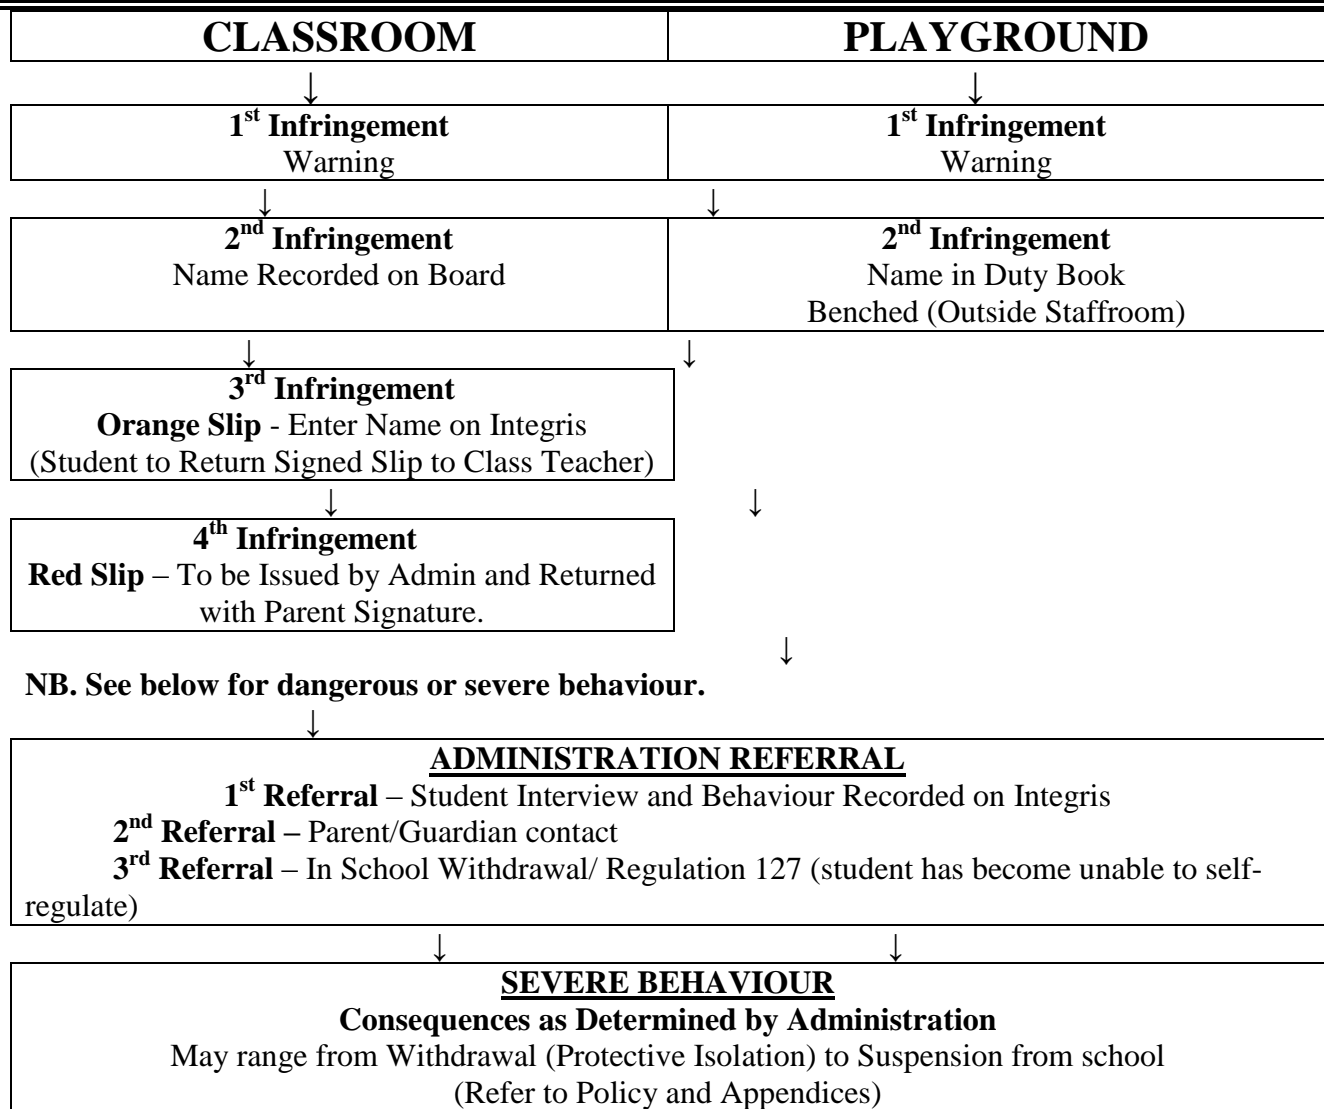 CLASSROOM PLAYGROUND
↓ ↓
1st Infringement 1st Infringement
Warning Warning
↓ ↓
2nd Infringement 2nd Infringement
Name Recorded on Board Name in Duty Book
Benched (Outside Staffroom)
↓ ↓
3rd Infringement
Orange Slip - Enter Name on Integris
(Student to Return Signed Slip to Class Teacher)
↓ ↓
4th Infringement
Red Slip – To be Issued by Admin and Returned
with Parent Signature.
↓
NB. See below for dangerous or severe behaviour.
↓
ADMINISTRATION REFERRAL
1st Referral – Student Interview and Behaviour Recorded on Integris
2nd Referral – Parent/Guardian contact
3rd Referral – In School Withdrawal/ Regulation 127 (student has become unable to self-
regulate)
↓ ↓
SEVERE BEHAVIOUR
Consequences as Determined by Administration
May range from Withdrawal (Protective Isolation) to Suspension from school
(Refer to Policy and Appendices)